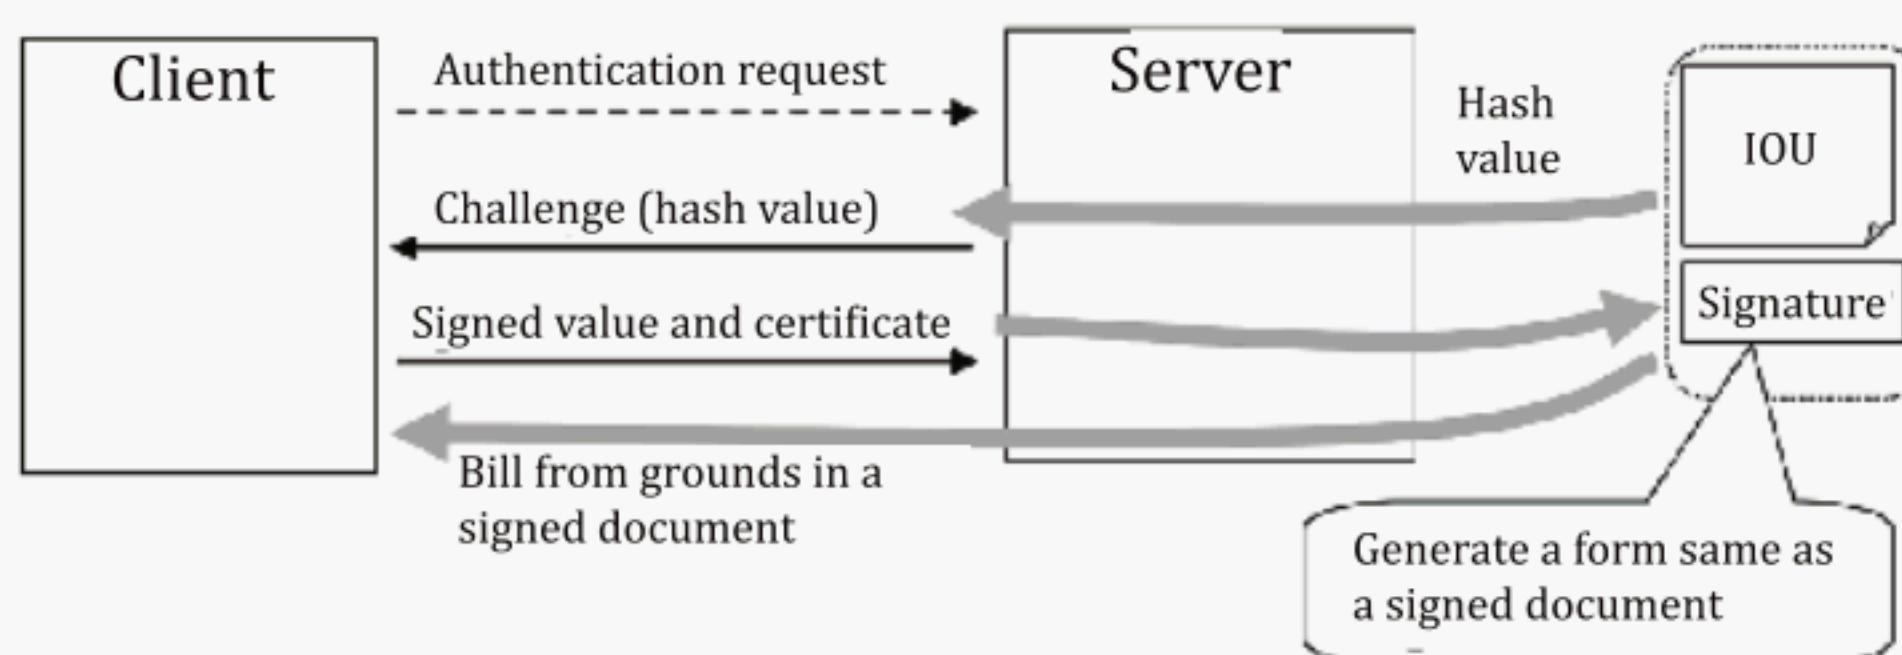 Client
Authentication request
Server
Hash
value
IOU
Challenge (hash value)
Signed value and certificate
Signature
Bill from grounds in a
signed document
Generate a form same as
a signed document